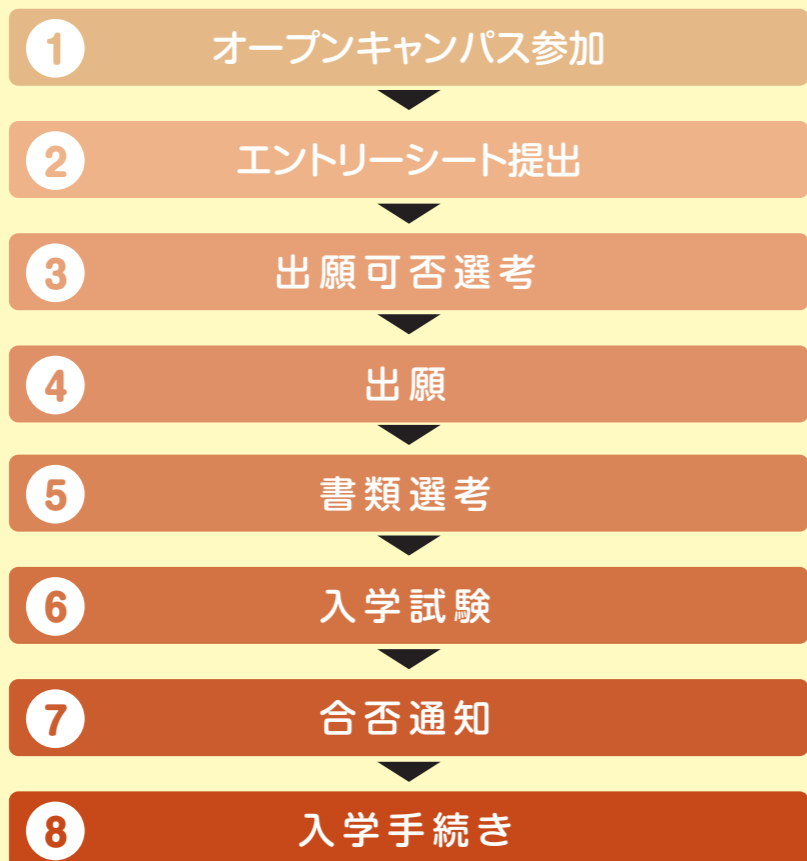 1 オープンキャンパス参加
2 エントリーシート提出
3 出願可否選考
4 出願
5 書類選考
6 入学試験
7 合否通知
8 入学手続き